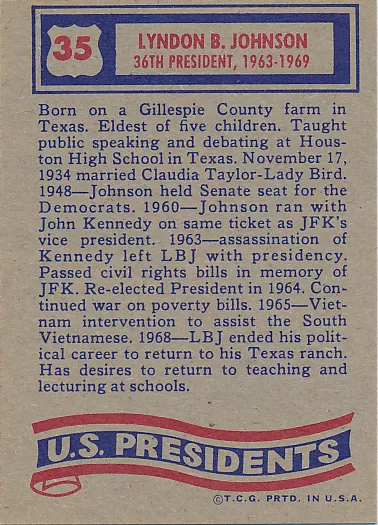 35
LYNDON B. JOHNSON
36TH PRESIDENT, 1963-1969
Born on a Gillespie County farm in
Texas. Eldest of five children. Taught
public speaking and debating at Hous-
ton High School in Texas. November 17,
1934 married Claudia Taylor-Lady Bird.
1948—Johnson held Senate seat for the
Democrats. 1960—Johnson ran with
John Kennedy on same ticket as JFK's
vice president. 1963—assassination of
Kennedy left LBJ with presidency.
Passed civil rights bills in memory of
JFK. Re-elected President in 1964. Con-
tinued war on poverty bills. 1965—Viet-
nam intervention to assist the South
Vietnamese. 1968—LBJ ended his polit-
ical career to return to his Texas ranch.
Has desires to return to teaching and
lecturing at schools.
U.S. PRESIDENTS
©T.C.G. PRTD. IN U.S.A.